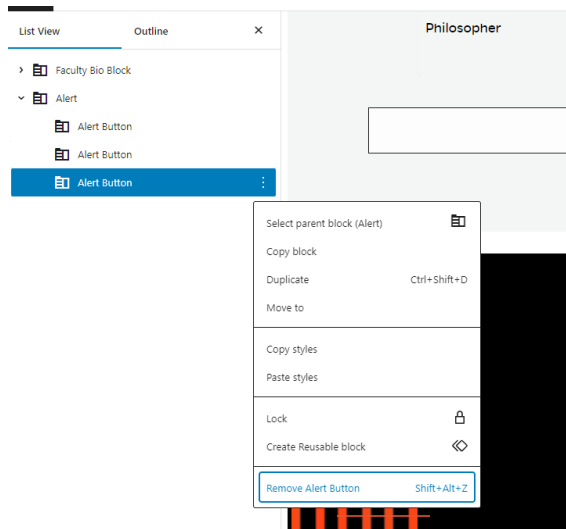 List View Outline
Philosopher
Faculty Bio Block
Alert
Alert Button
Alert Button
Alert Button
Select parent block (Alert)
Copy block
Duplicate Ctrl+Shift+D
Move to
Copy styles
Paste styles
Lock
Create Reusable block
Remove Alert Button Shift+Alt+Z